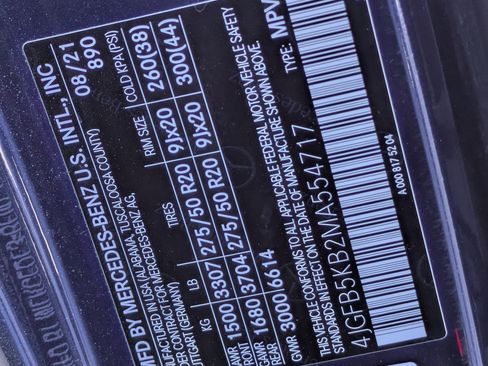 MFD BY MERCEDES-BENZ U.S. INTL., INC
MANUFACTURED IN USA (ALABAMA, TUSCALOOSA COUNTY) 08/21
UNDER CONTRACT FROM MERCEDES-BENZ AG, 890
STUTTGART (GERMANY)
KG LB TIRES RIM SIZE COLD KPA (PSI)
GAWR FRONT 1500 3307 275/50 R20 9Jx20 260(38)
GAWR REAR 1680 3704 275/50 R20 9Jx20 300(44)
GVWR 3000 6614
THIS VEHICLE CONFORMS TO ALL APPLICABLE FEDERAL MOTOR VEHICLE SAFETY
STANDARDS IN EFFECT ON THE DATE OF MANUFACTURE SHOWN ABOVE.
4JGFB5KB2MA554717 TYPE: MPV
A 000 817 52 04